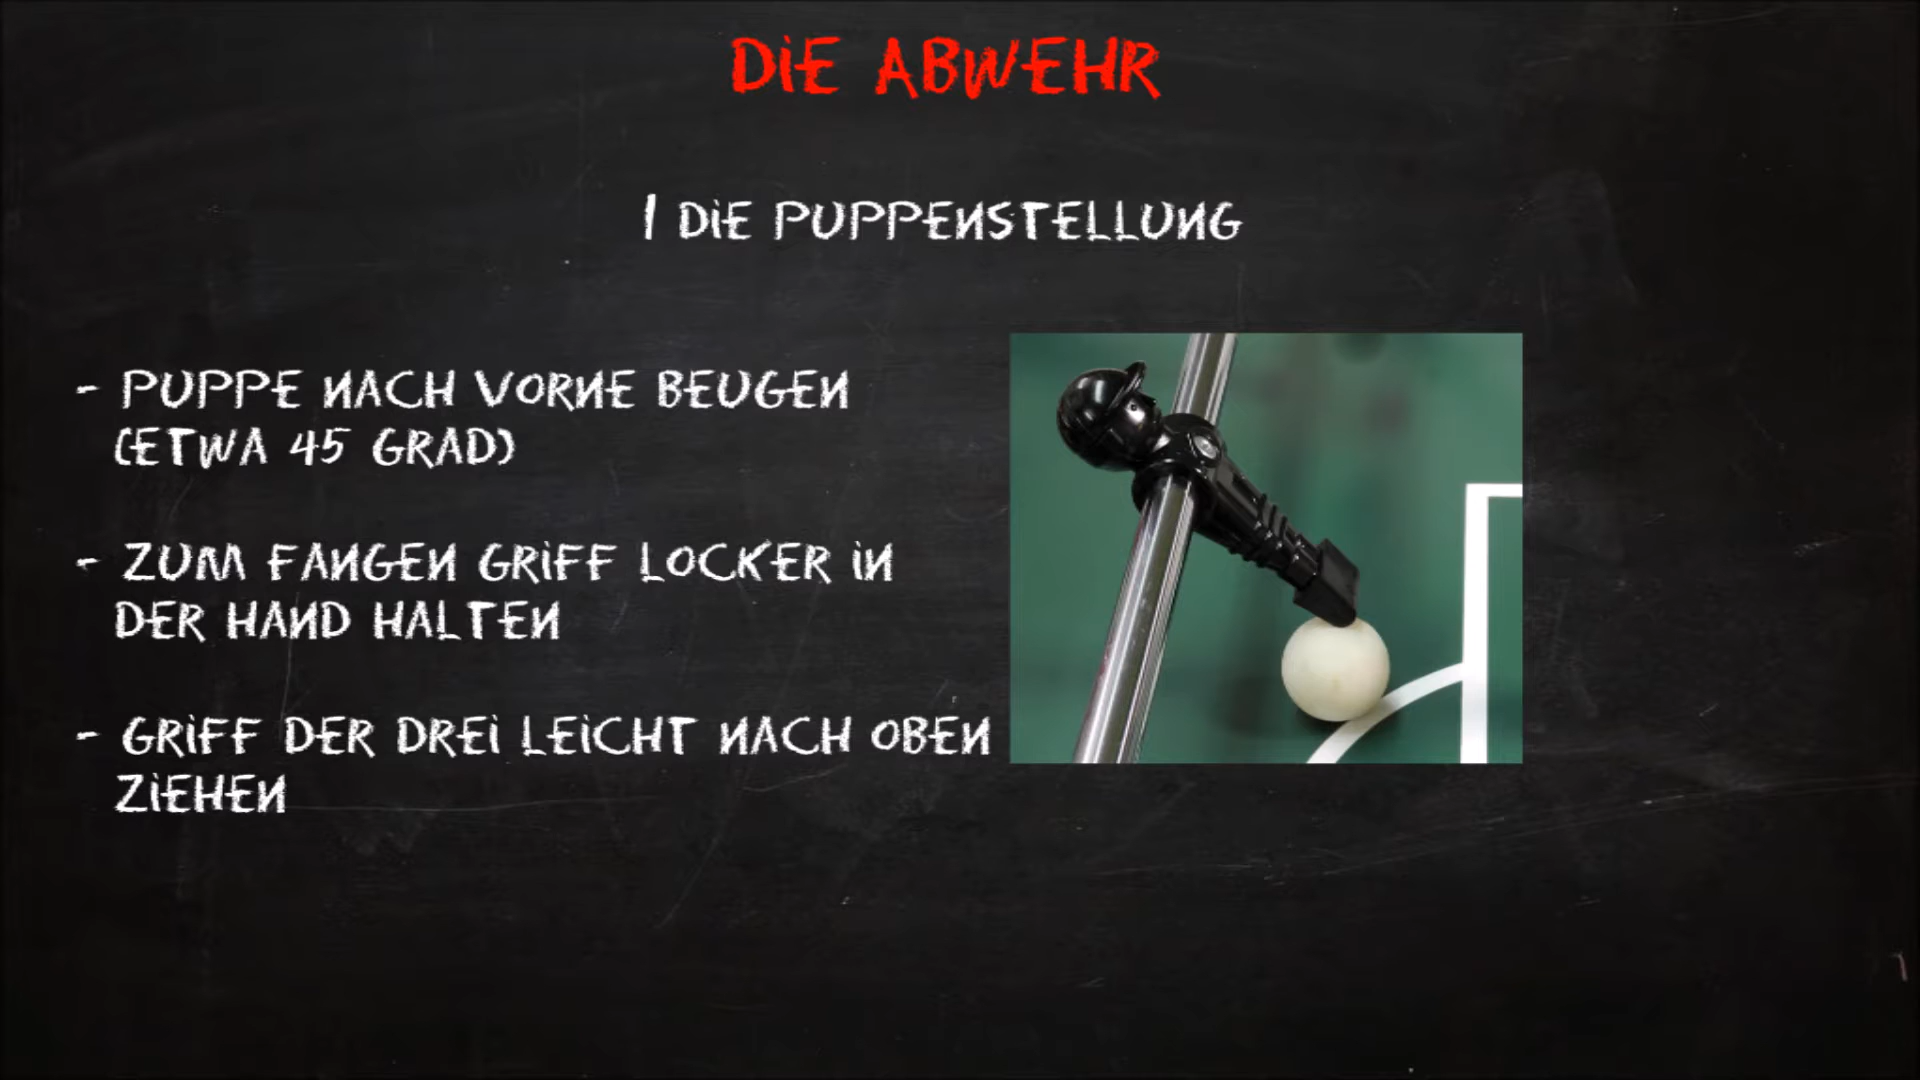 DIE ABWEHR
1 DIE PUPPENSTELLUNG
- PUPPE NACH VORNE BEUGEN
(ETWA 45 GRAD)
- ZUM FANGEN GRIFF LOCKER IN
DER HAND HALTEN
- GRIFF DER DREI LEICHT NACH OBEN
ZIEHEN